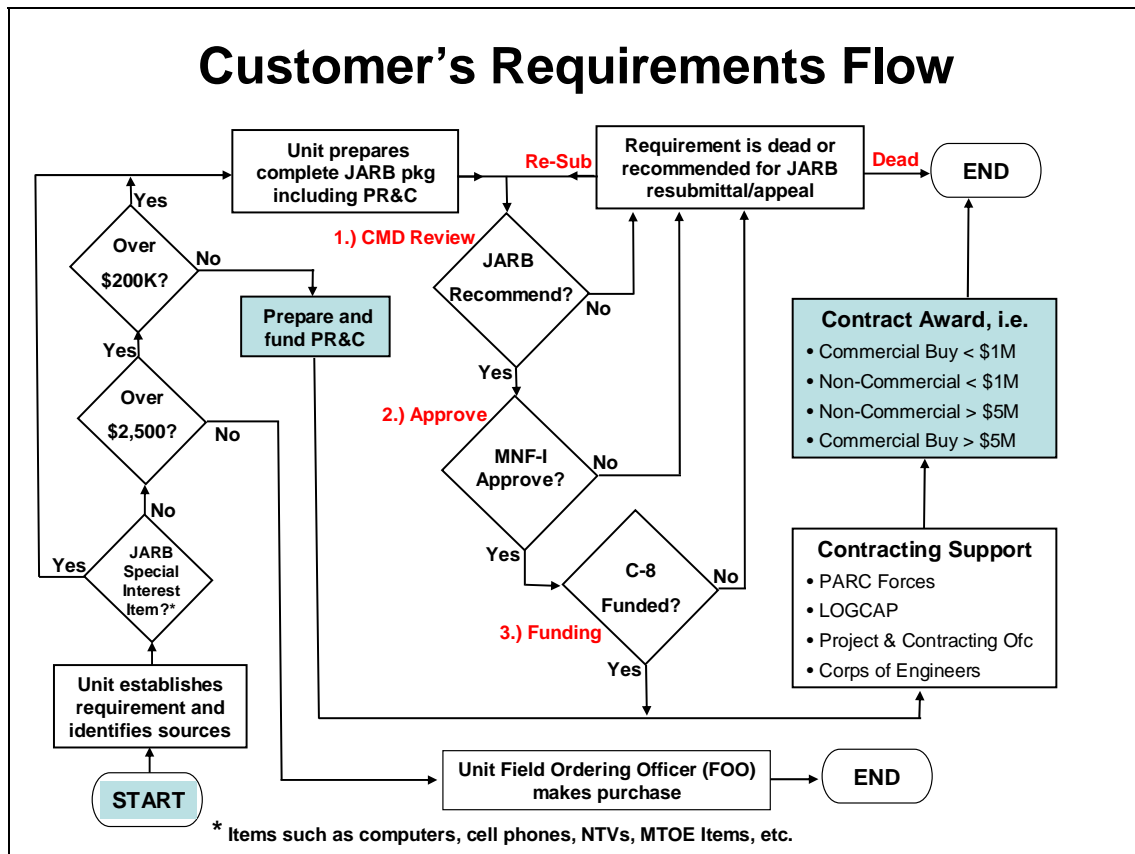 Customer's Requirements Flow
Unit prepares
complete JARB pkg
including PR&C
Re-Sub
Requirement is dead or
recommended for JARB
resubmittal/appeal
Dead
END
Yes
Over
$200K?
No
1.) CMD Review
JARB
Recommend?
No
Prepare and
fund PR&C
Contract Award, i.e.
• Commercial Buy < $1M
• Non-Commercial < $1M
• Non-Commercial > $5M
• Commercial Buy > $5M
Yes
Over
$2,500?
No
Yes
2.) Approve
MNF-I
Approve?
No
No
JARB
Special
Interest
Item?*
Yes
Yes
C-8
Funded?
No
3.) Funding
Yes
Contracting Support
• PARC Forces
• LOGCAP
• Project & Contracting Ofc
• Corps of Engineers
Unit establishes
requirement and
identifies sources
START
Unit Field Ordering Officer (FOO)
makes purchase
END
* Items such as computers, cell phones, NTVs, MTOE Items, etc.